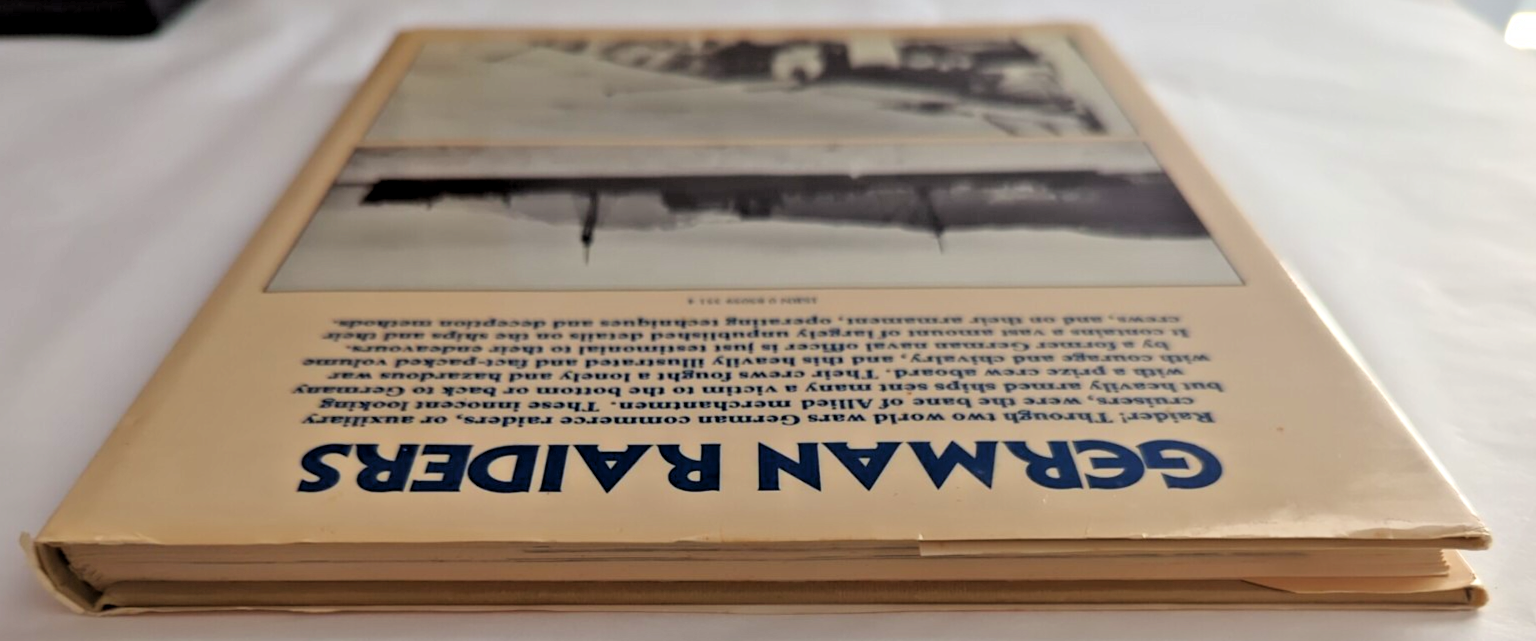 GERMAN RAIDERS
Raider! Through two world wars German commerce raiders, or auxiliary
cruisers, were the bane of Allied merchantmen. These innocent looking
but heavily armed ships sent many a victim to the bottom or back to Germany
with a prize crew aboard. Their crews fought a lonely and hazardous war
with courage and chivalry, and this heavily illustrated and fact-packed volume
by a former German naval officer is just testimonial to their endeavours.
It contains a vast amount of largely unpublished details on the ships and their
crews, and on their armament, operating techniques and deception methods.
ISBN 0